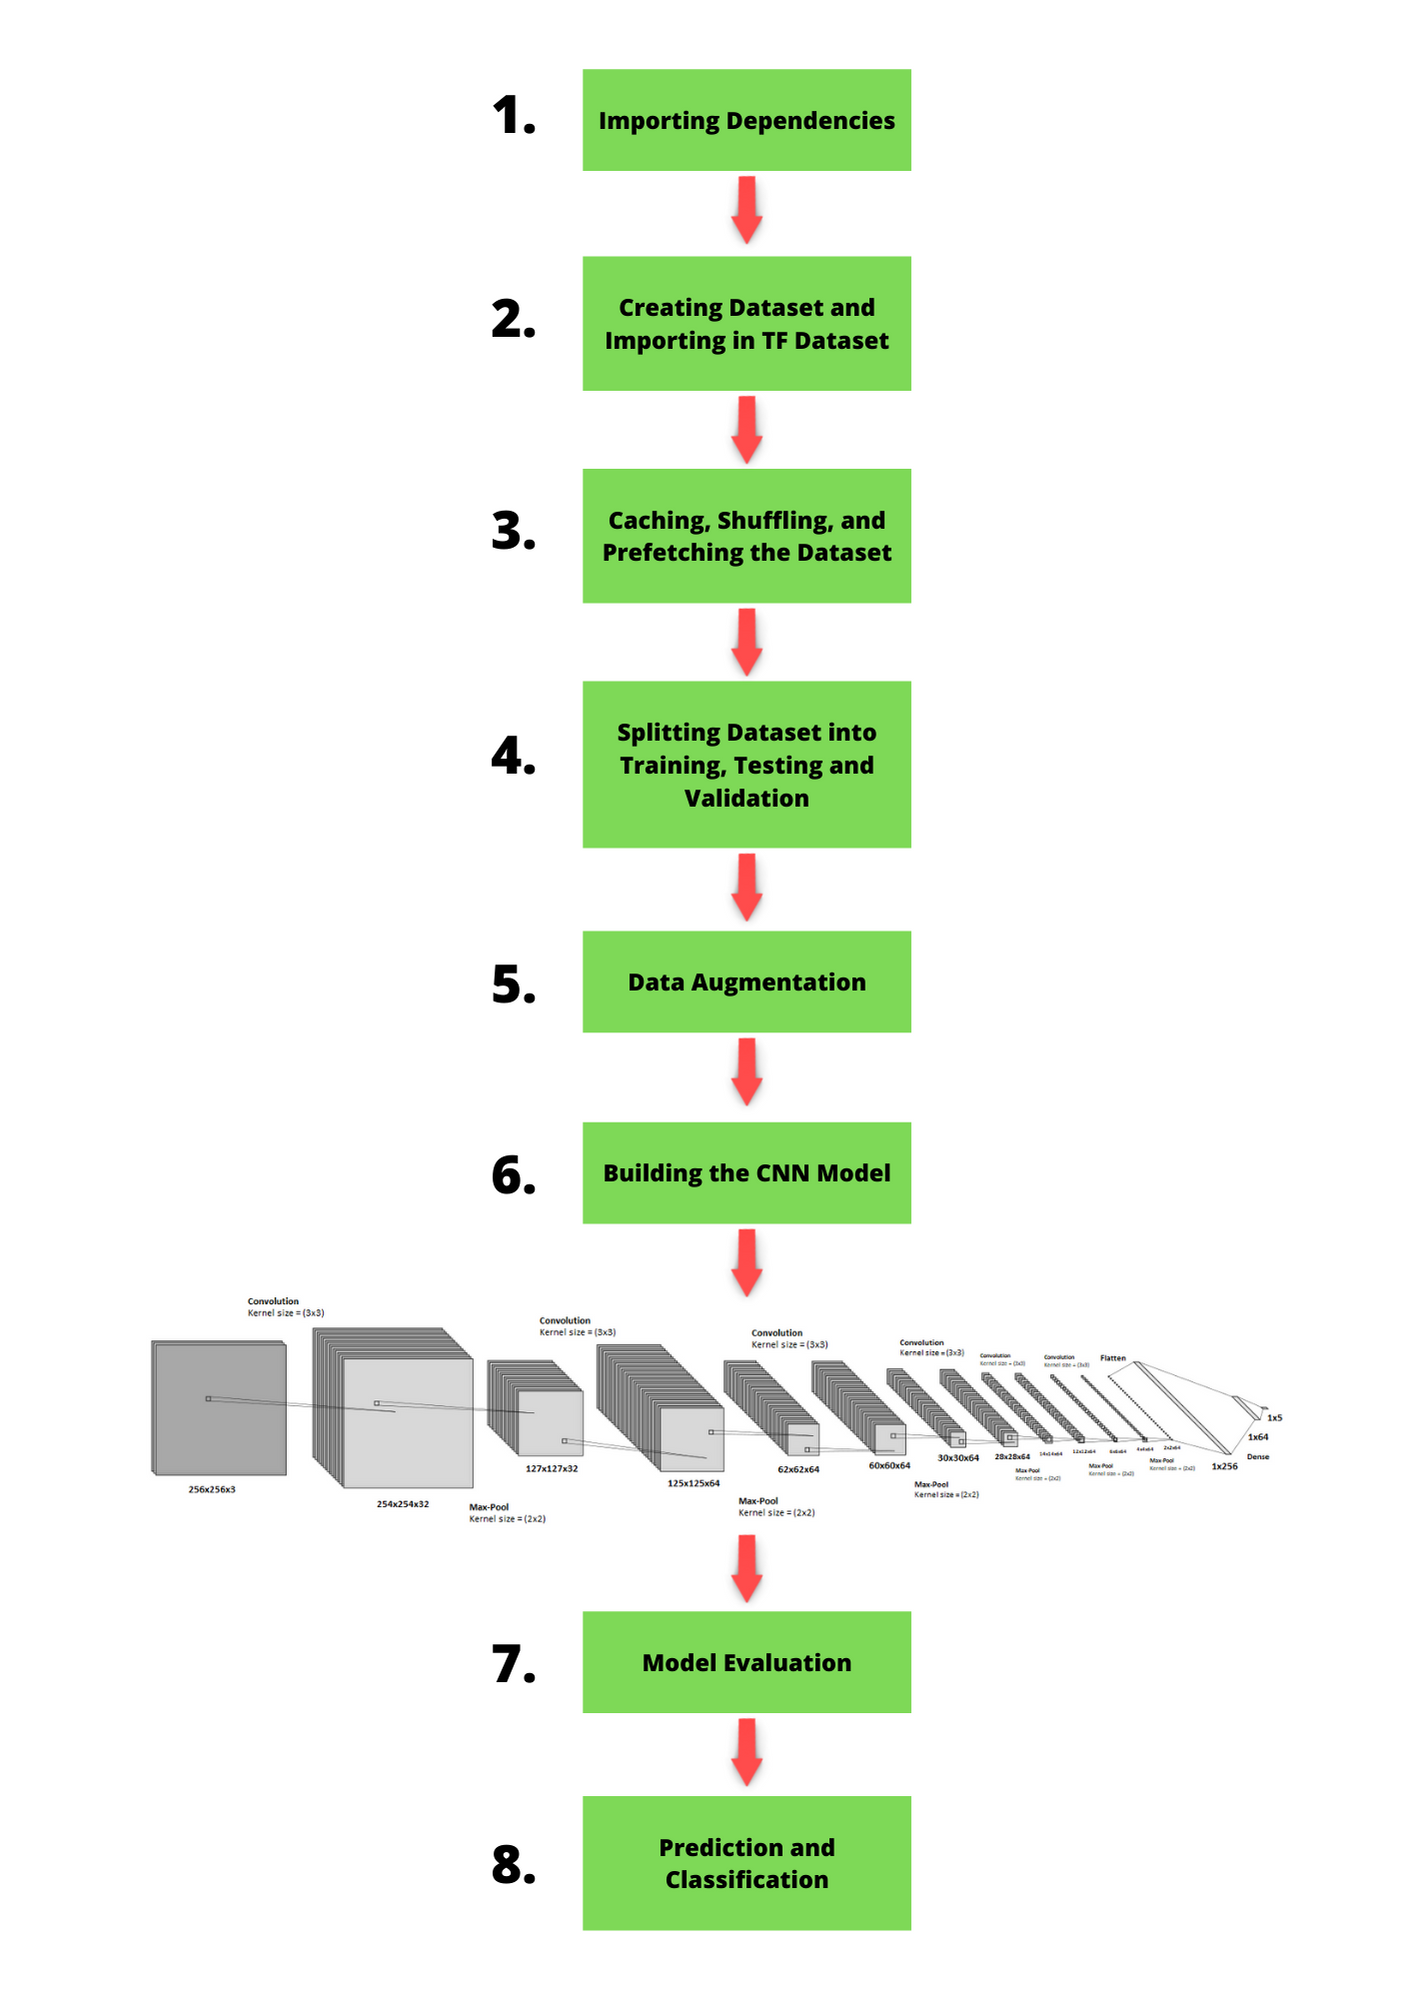 1.
Importing Dependencies
2.
Creating Dataset and
Importing in TF Dataset
3.
Caching, Shuffling, and
Prefetching the Dataset
4.
Splitting Dataset into
Training, Testing and
Validation
5.
Data Augmentation
6.
Building the CNN Model
Convolution
Kernel size = (3x3)
Convolution
Kernel size = (3x3)
Convolution
Kernel size = (3x3)
Convolution
Kernel size = (3x3)
Convolution
Kernel size = (3x3)
Convolution
Kernel size = (3x3)
Flatten
256x256x3
254x254x32
127x127x32
125x125x64
62x62x64
60x60x64
30x30x64
28x28x64
14x14x64
12x12x64
6x6x64
4x4x64
2x2x64
1x256
1x64
1x5
Dense
Max-Pool
Kernel size = (2x2)
Max-Pool
Kernel size = (2x2)
Max-Pool
Kernel size = (2x2)
Max-Pool
Kernel size = (2x2)
Max-Pool
Kernel size = (2x2)
Max-Pool
Kernel size = (2x2)
7.
Model Evaluation
8.
Prediction and
Classification